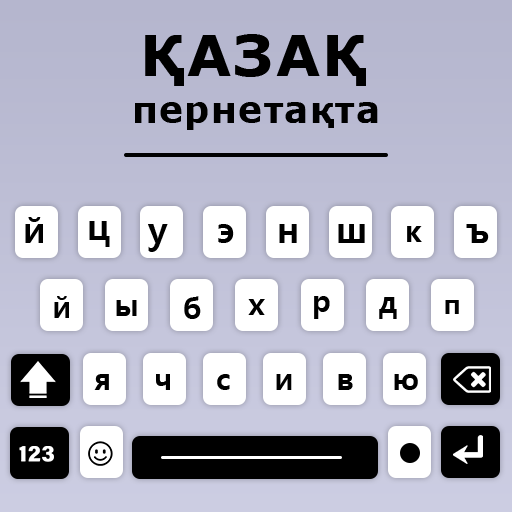 ҚАЗАҚ
пернетақта
й ц у э н ш к ъ
й ы б х р д п
я ч с и в ю
123